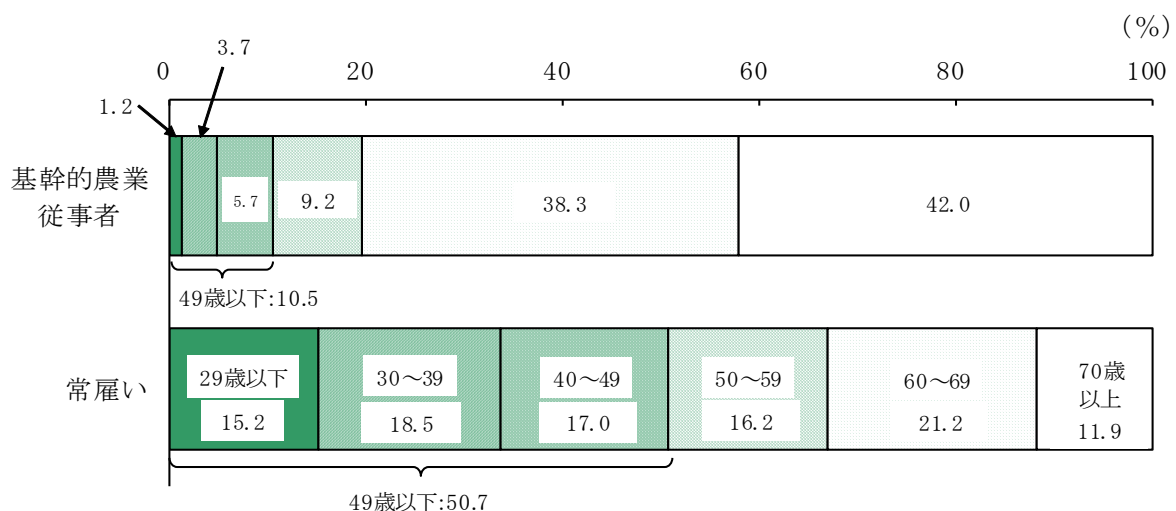 (%)
0 20 40 60 80 100
3.7
1.2
基幹的農業
従事者
5.7 9.2 38.3 42.0
49歳以下:10.5
常雇い
29歳以下 30～39 40～49 50～59 60～69 70歳
以上
15.2 18.5 17.0 16.2 21.2 11.9
49歳以下:50.7